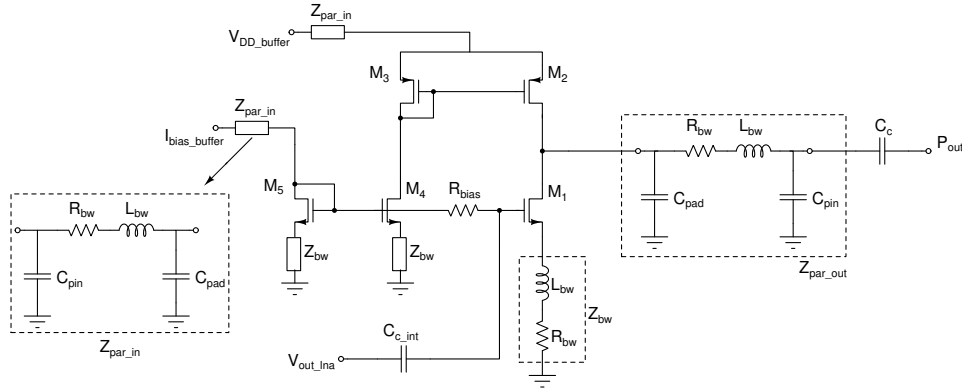 Z_par_in
V_DD_buffer
M_3
M_2
Z_par_in
I_bias_buffer
R_bw L_bw
C_c
P_out
M_5
M_4
R_bias
M_1
C_pad
C_pin
R_bw L_bw
Z_bw
Z_bw
Z_par_out
C_pin
C_pad
L_bw
Z_bw
R_bw
C_c_int
Z_par_in
V_out_lna